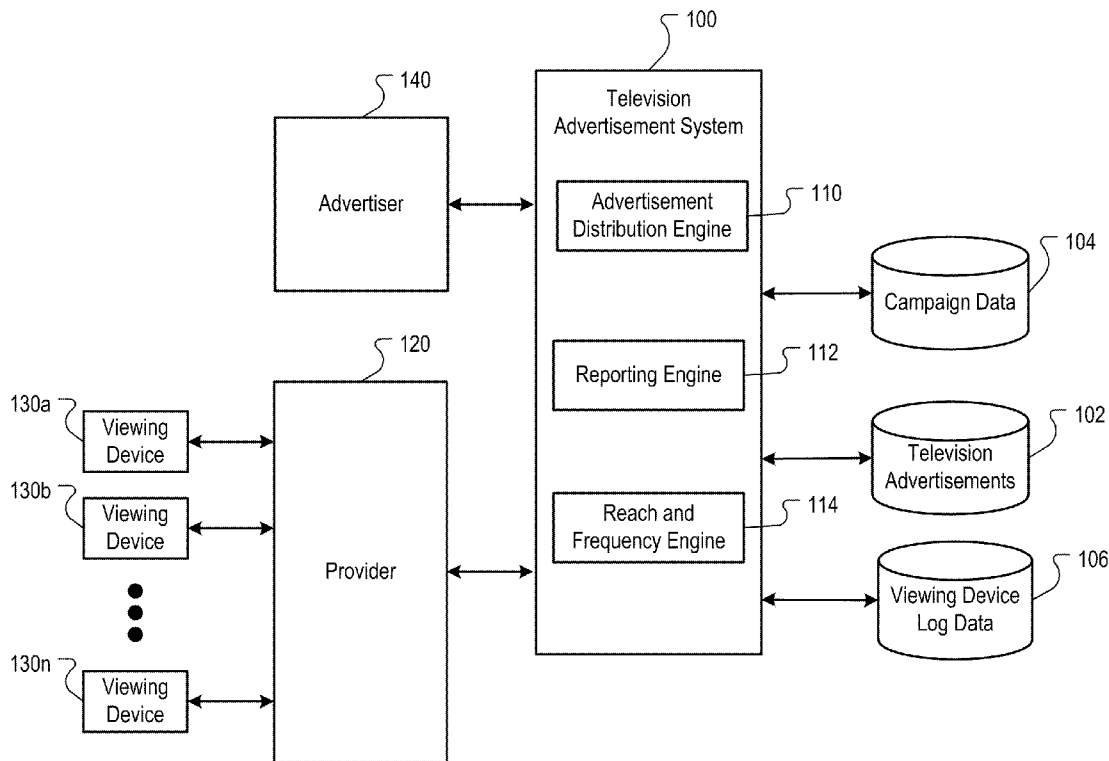 100
140
Television
Advertisement System
Advertiser
Advertisement
Distribution Engine
110
104
Campaign Data
120
Reporting Engine
112
130a
Viewing
Device
102
Television
Advertisements
130b
Viewing
Device
Reach and
Frequency Engine
114
Provider
106
Viewing Device
Log Data
130n
Viewing
Device